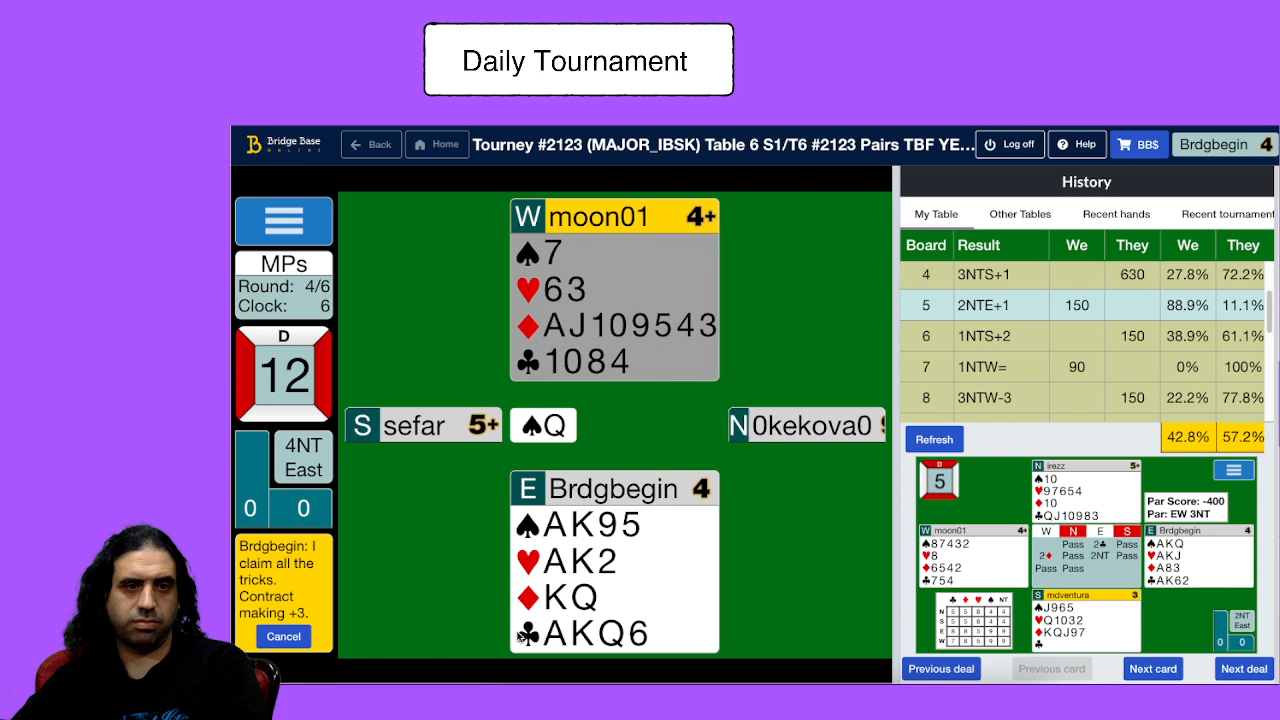 Daily Tournament
Bridge Base
ONLINE
Back
Home
Tourney #2123 (MAJOR_IBSK) Table 6 S1/T6 #2123 Pairs TBF YE...
Log off
Help
BB$
Brdgbegin 4
MPs
Round: 4/6
Clock: 6
D
12
4NT
East
0 0
Brdgbegin: I
claim all the
tricks.
Contract
making +3.
Cancel
W moon01 4+
♠7
♥63
♦AJ109543
♣1084
S sefar 5+
♠Q
N 0kekova0
E Brdgbegin 4
♠AK95
♥AK2
♦KQ
♣AKQ6
History
My Table Other Tables Recent hands Recent tournament
Board Result We They We They
4 3NTS+1 630 27.8% 72.2%
5 2NTE+1 150 88.9% 11.1%
6 1NTS+2 150 38.9% 61.1%
7 1NTW= 90 0% 100%
8 3NTW-3 150 22.2% 77.8%
Refresh
42.8% 57.2%
D
5
N irezz 5+
♠10
♥97654
♦10
♣QJ10983
Par Score: -400
Par: EW 3NT
W moon01 4+
♠87432
♥8
♦6542
♣754
W N E S
Pass 2♣ Pass
2♦ Pass 2NT Pass
Pass Pass
E Brdgbegin 4
♠AKQ
♥AKJ
♦A83
♣AK62
S mdventura 3
♠J965
♥Q1032
♦KQJ97
♣
♣ ♦ ♥ ♠ NT
2NT
East
0 0
Previous deal
Previous card
Next card
Next deal